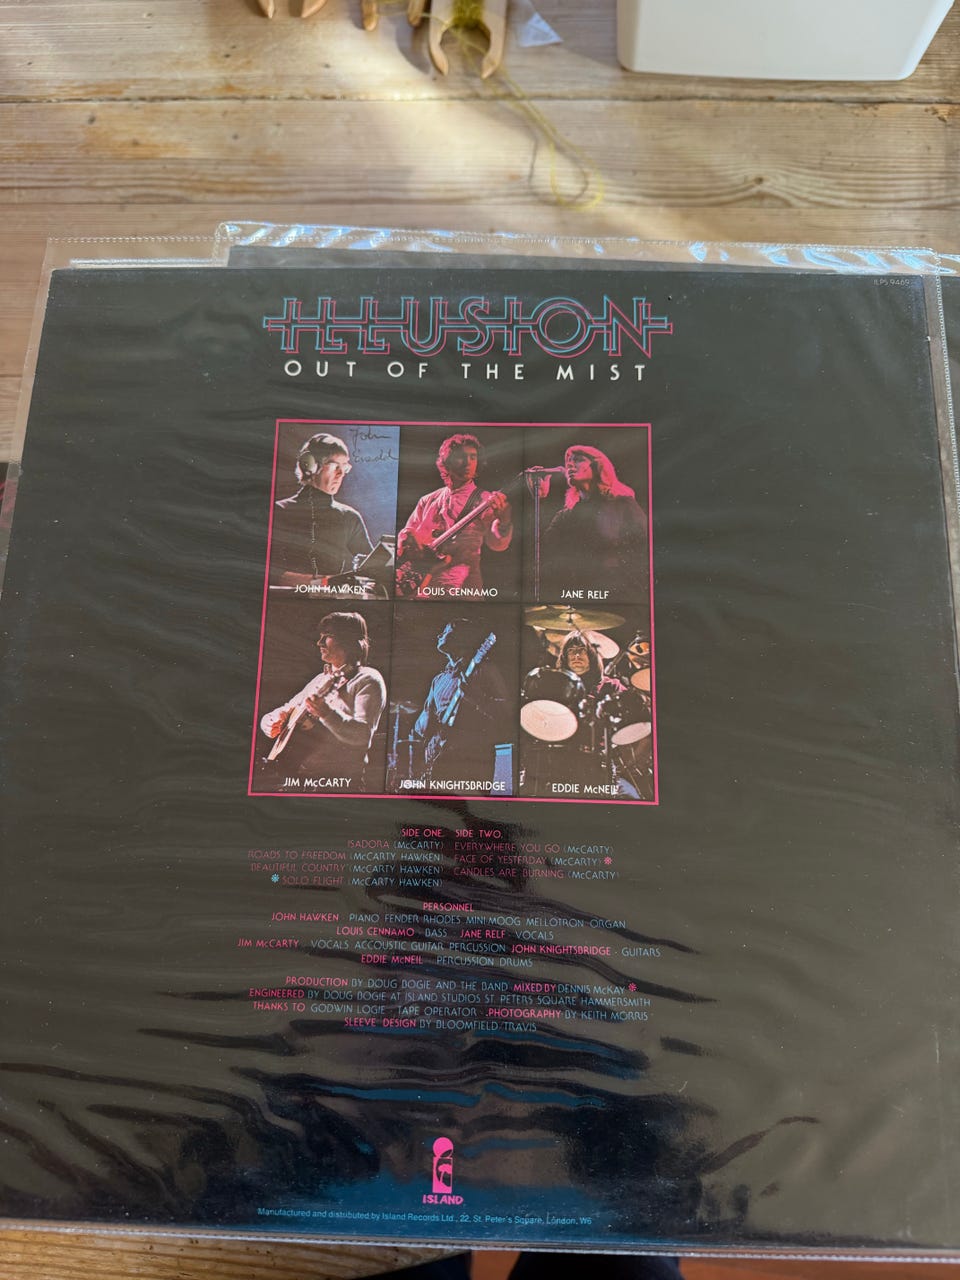 ILPS 9469
ILLUSION
OUT OF THE MIST
John
JOHN HAWKEN
LOUIS CENNAMO
JANE RELF
JIM McCARTY
JOHN KNIGHTSBRIDGE
EDDIE McNEIL
SIDE ONE. SIDE TWO.
ISADORA (McCARTY) EVERYWHERE YOU GO (McCARTY)
ROADS TO FREEDOM (McCARTY HAWKEN) FACE OF YESTERDAY (McCARTY) ❋
BEAUTIFUL COUNTRY (McCARTY HAWKEN) CANDLES ARE BURNING (McCARTY)
❋ SOLO FLIGHT (McCARTY HAWKEN)
PERSONNEL
JOHN HAWKEN · PIANO FENDER RHODES MINI-MOOG MELLOTRON ORGAN
LOUIS CENNAMO · BASS · JANE RELF · VOCALS
JIM McCARTY · VOCALS ACCOUSTIC GUITAR PERCUSSION JOHN KNIGHTSBRIDGE · GUITARS
EDDIE McNEIL · PERCUSSION DRUMS
PRODUCTION BY DOUG BOGIE AND THE BAND MIXED BY DENNIS McKAY ❋
ENGINEERED BY DOUG BOGIE AT ISLAND STUDIOS ST. PETERS SQUARE HAMMERSMITH
THANKS TO GODWIN LOGIE · TAPE OPERATOR · PHOTOGRAPHY BY KEITH MORRIS
SLEEVE DESIGN BY BLOOMFIELD/TRAVIS
ISLAND
Manufactured and distributed by Island Records Ltd., 22, St. Peter's Square, London, W6